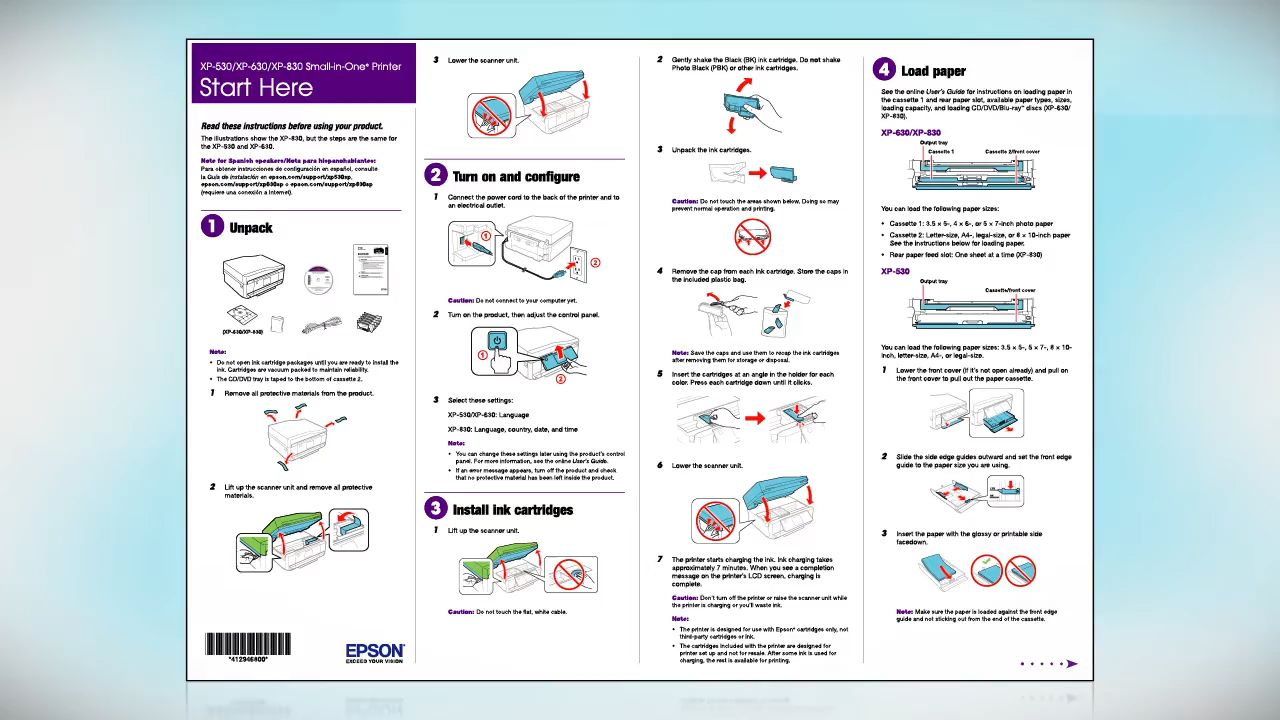 XP-530/XP-630/XP-830 Small-in-One® Printer
Start Here
Read these instructions before using your product.
The illustrations show the XP-830, but the steps are the same for
the XP-530 and XP-630.
Note for Spanish speakers/Nota para hispanohablantes:
Para obtener instrucciones de configuración en español, consulte
la Guía de instalación en epson.com/support/xp530sp,
epson.com/support/xp630sp o epson.com/support/xp830sp
(requiere una conexión a Internet).
1 Unpack
(XP-630/XP-830)
Note:
• Do not open ink cartridge packages until you are ready to install the
ink. Cartridges are vacuum packed to maintain reliability.
• The CD/DVD tray is taped to the bottom of cassette 2.
1 Remove all protective materials from the product.
2 Lift up the scanner unit and remove all protective
materials.
*412946800*
EPSON®
EXCEED YOUR VISION
3 Lower the scanner unit.
2 Turn on and configure
1 Connect the power cord to the back of the printer and to
an electrical outlet.
1
2
Caution: Do not connect to your computer yet.
2 Turn on the product, then adjust the control panel.
1
2
3 Select these settings:
XP-530/XP-630: Language
XP-830: Language, country, date, and time
Note:
• You can change these settings later using the product's control
panel. For more information, see the online User's Guide.
• If an error message appears, turn off the product and check
that no protective material has been left inside the product.
3 Install ink cartridges
1 Lift up the scanner unit.
Caution: Do not touch the flat, white cable.
2 Gently shake the Black (BK) ink cartridge. Do not shake
Photo Black (PBK) or other ink cartridges.
3 Unpack the ink cartridges.
Caution: Do not touch the areas shown below. Doing so may
prevent normal operation and printing.
4 Remove the cap from each ink cartridge. Store the caps in
the included plastic bag.
Note: Save the caps and use them to recap the ink cartridges
after removing them for storage or disposal.
5 Insert the cartridges at an angle in the holder for each
color. Press each cartridge down until it clicks.
6 Lower the scanner unit.
7 The printer starts charging the ink. Ink charging takes
approximately 7 minutes. When you see a completion
message on the printer's LCD screen, charging is
complete.
Caution: Don't turn off the printer or raise the scanner unit while
the printer is charging or you'll waste ink.
Note:
• The printer is designed for use with Epson® cartridges only, not
third-party cartridges or ink.
• The cartridges included with the printer are designed for
printer set up and not for resale. After some ink is used for
charging, the rest is available for printing.
4 Load paper
See the online User's Guide for instructions on loading paper in
the cassette 1 and rear paper slot, available paper types, sizes,
loading capacity, and loading CD/DVD/Blu-ray™ discs (XP-630/
XP-830).
XP-630/XP-830
Output tray
Cassette 1 Cassette 2/front cover
You can load the following paper sizes:
• Cassette 1: 3.5 × 5-, 4 × 6-, or 5 × 7-inch photo paper
• Cassette 2: Letter-size, A4-, legal-size, or 8 × 10-inch paper
See the instructions below for loading paper.
• Rear paper feed slot: One sheet at a time (XP-830)
XP-530
Output tray
Cassette/front cover
You can load the following paper sizes: 3.5 × 5-, 5 × 7-, 8 × 10-
inch, letter-size, A4-, or legal-size.
1 Lower the front cover (if it's not open already) and pull on
the front cover to pull out the paper cassette.
2 Slide the side edge guides outward and set the front edge
guide to the paper size you are using.
3 Insert the paper with the glossy or printable side
facedown.
Note: Make sure the paper is loaded against the front edge
guide and not sticking out from the end of the cassette.